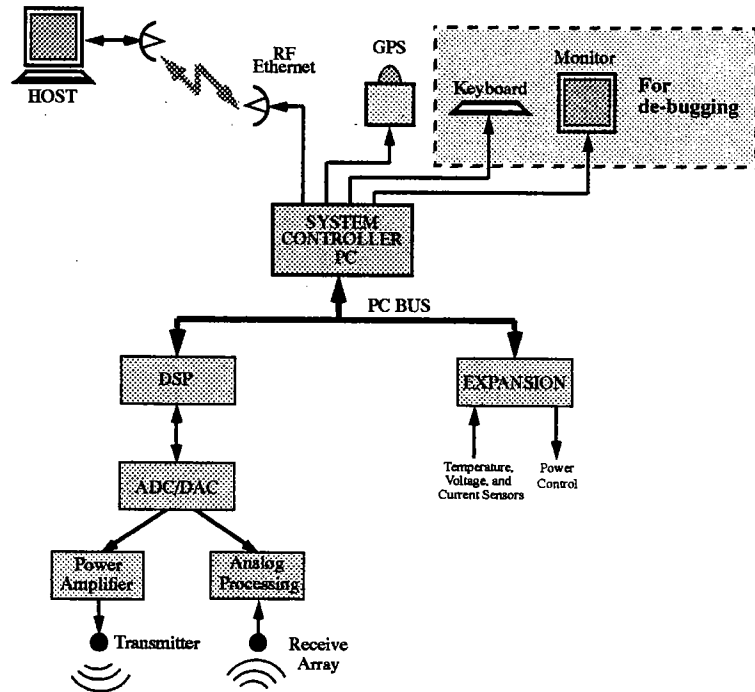 HOST
RF
Ethernet
GPS
Keyboard
Monitor
For
de-bugging
SYSTEM
CONTROLLER
PC
PC BUS
DSP
EXPANSION
ADC/DAC
Temperature,
Voltage, and
Current Sensors
Power
Control
Power
Amplifier
Analog
Processing
Transmitter
Receive
Array